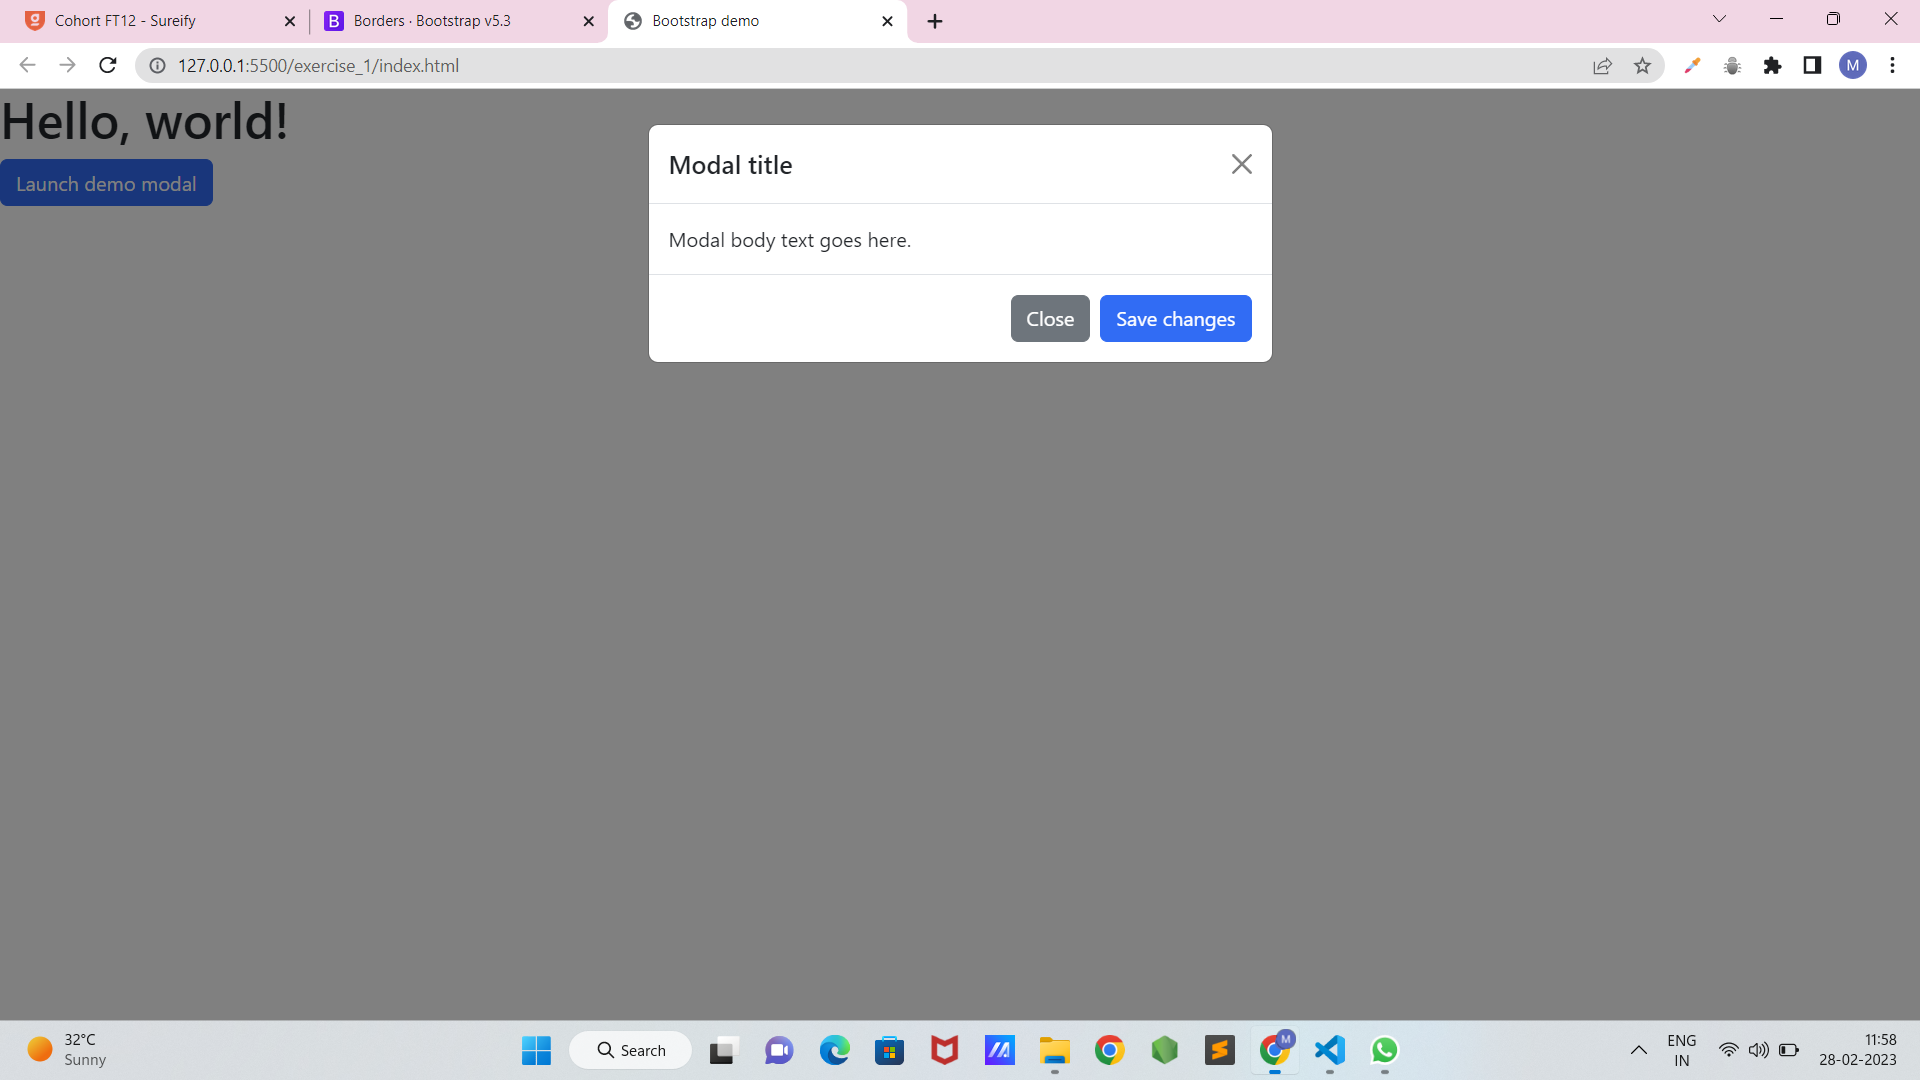 Cohort FT12 - Sureify
B Borders · Bootstrap v5.3
Bootstrap demo
127.0.0.1:5500/exercise_1/index.html
M
Hello, world!
Launch demo modal
Modal title
Modal body text goes here.
Close Save changes
32°C
Sunny
Search
M
ENG
IN
11:58
28-02-2023